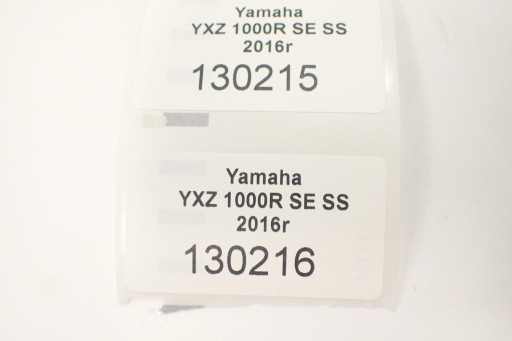 Yamaha
YXZ 1000R SE SS
2016r
130215
Yamaha
YXZ 1000R SE SS
2016r
130216